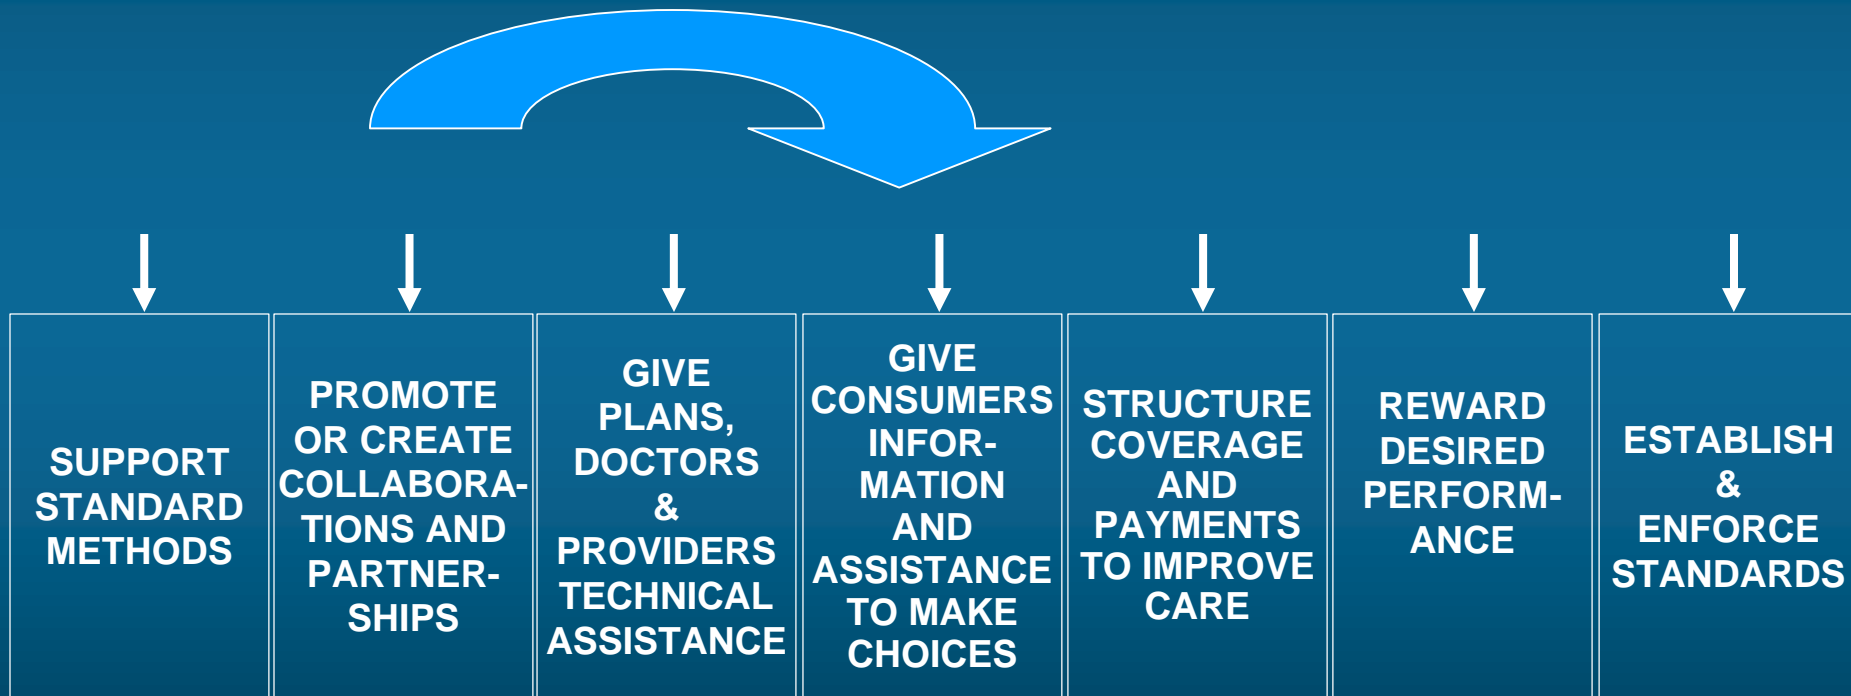 SUPPORT
STANDARD
METHODS
PROMOTE
OR CREATE
COLLABORA-
TIONS AND
PARTNER-
SHIPS
GIVE
PLANS,
DOCTORS
&
PROVIDERS
TECHNICAL
ASSISTANCE
GIVE
CONSUMERS
INFOR-
MATION
AND
ASSISTANCE
TO MAKE
CHOICES
STRUCTURE
COVERAGE
AND
PAYMENTS
TO IMPROVE
CARE
REWARD
DESIRED
PERFORM-
ANCE
ESTABLISH
&
ENFORCE
STANDARDS